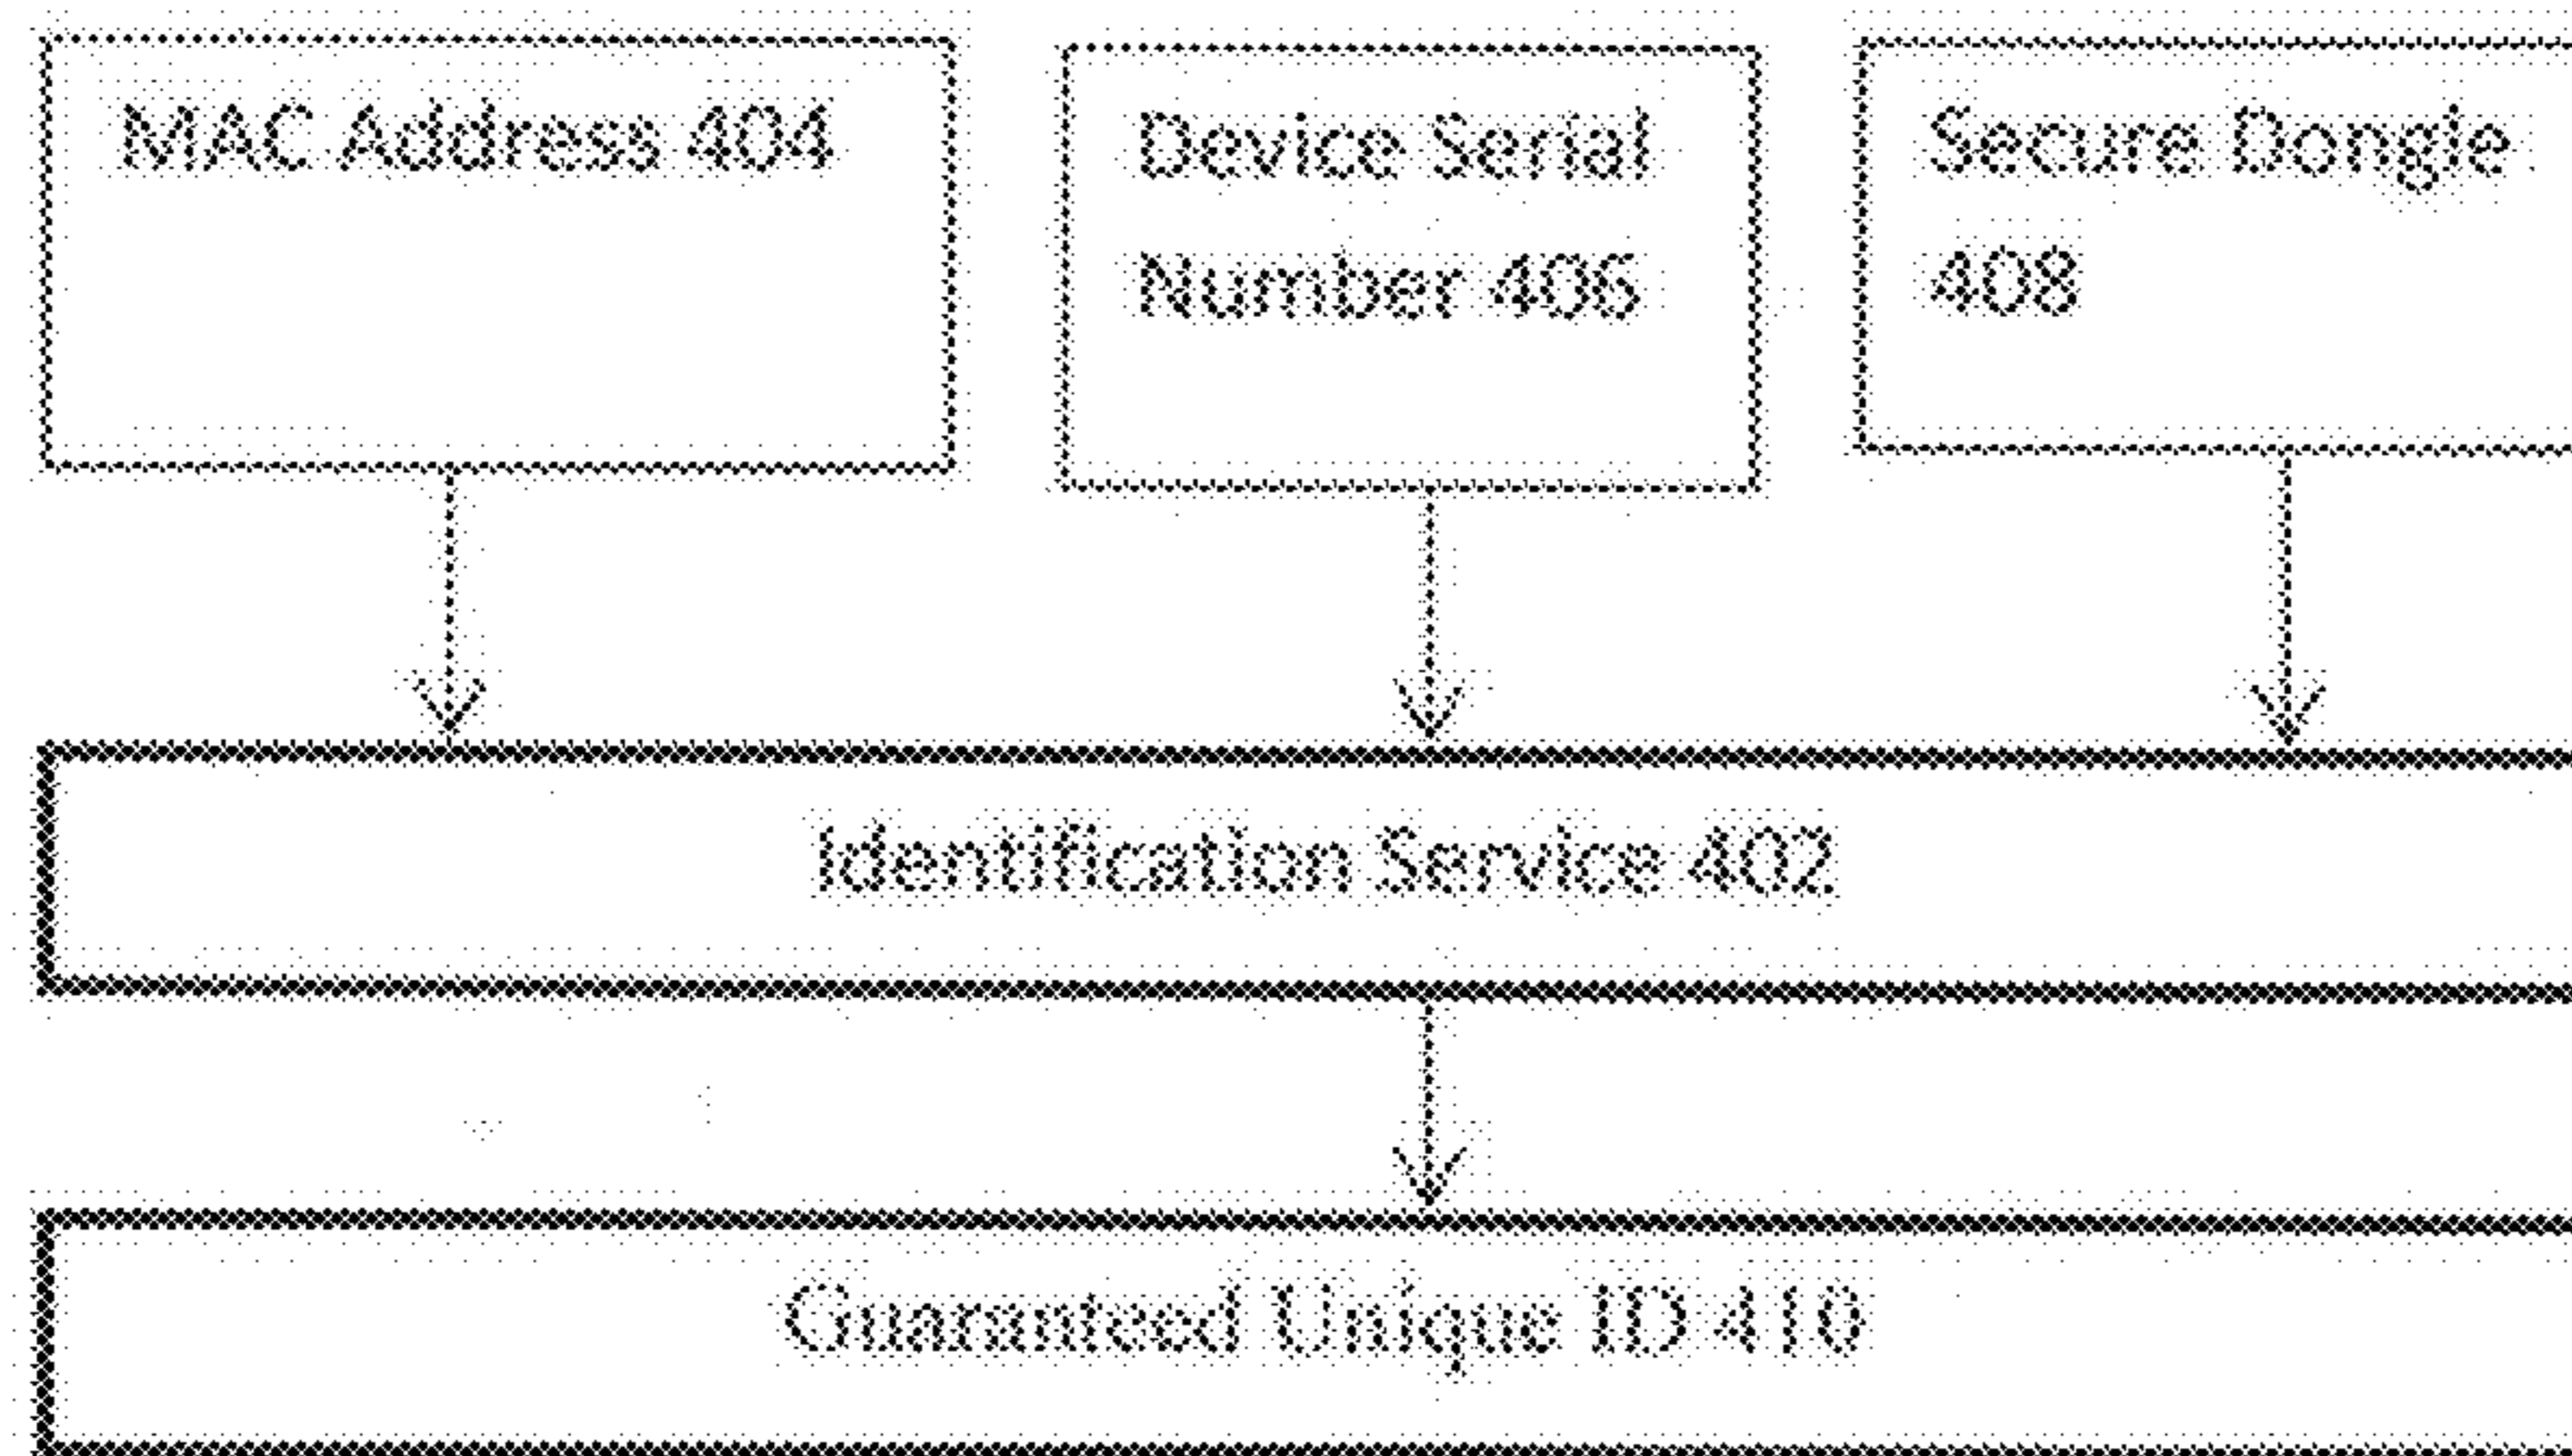 MAC Address 404
Device Serial
Number 406
Secure Dongle
408
Identification Service 402
Guaranteed Unique ID 410